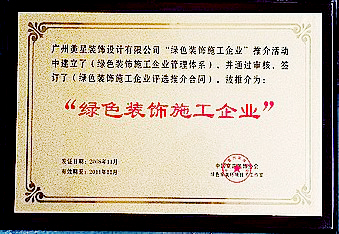 广州美星装饰设计有限公司“绿色装饰施工企业”推介活动
中建立了《绿色装饰施工企业管理体系》，并通过审核，签
订了《绿色装饰施工企业评选推介合同》。被推介为：
“绿色装饰施工企业”
发证日期：2008年11月
有效期至：2011年12月